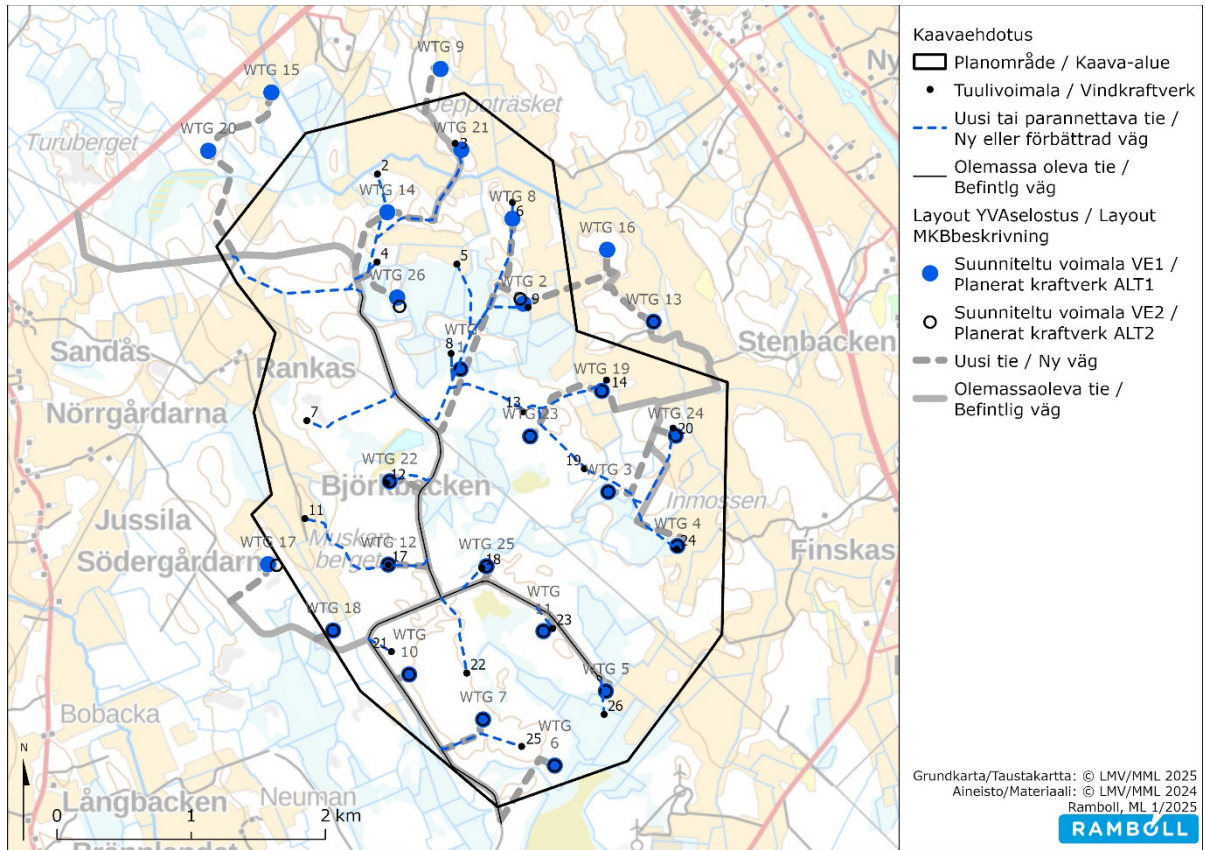 WTG 9
WTG 15
Jeppoträsket
Ny
WTG 20
Turuberget
WTG 21
3
2
WTG 14
WTG 8
6
WTG 16
4
5
WTG 26
WTG 2
9
WTG 13
Sandås
Stenbacken
WTG
1
8
Rankas
WTG 19
14
Nörrgårdarna
7
13
WTG 23
WTG 24
20
19
WTG 3
WTG 22
12
Björkbacken
Inmossen
11
Jussila
WTG 4
24
Södergårdarna
WTG 17
WTG 12
17
WTG 25
18
Finskas
WTG 18
WTG
11
23
21
WTG
10
22
WTG 5
26
Bobacka
WTG 7
25
WTG
6
N
Långbacken
Neuman
0
1
2 km
Kaavaehdotus
Planområde / Kaava-alue
Tuulivoimala / Vindkraftverk
Uusi tai parannettava tie /
Ny eller förbättrad väg
Olemassa oleva tie /
Befintlg väg
Layout YVAselostus / Layout
MKBbeskrivning
Suunniteltu voimala VE1 /
Planerat kraftverk ALT1
Suunniteltu voimala VE2 /
Planerat kraftverk ALT2
Uusi tie / Ny väg
Olemassaoleva tie /
Befintlig väg
Grundkarta/Taustakartta: © LMV/MML 2025
Aineisto/Materiaali: © LMV/MML 2024
Ramboll, ML 1/2025
RAMBOLL